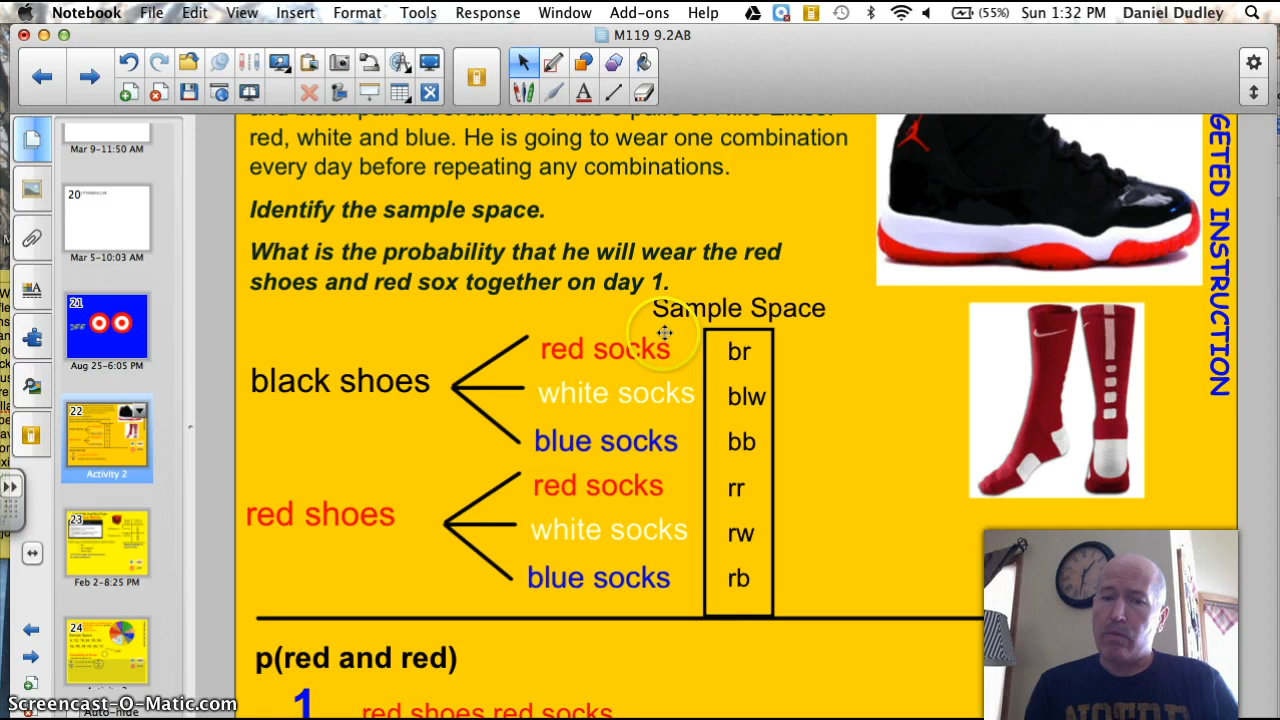 Notebook File Edit View Insert Format Tools Response Window Add-ons Help (55%) Sun 1:32 PM Daniel Dudley
M119 9.2AB
Mar 9-11:50 AM
20
Mar 5-10:03 AM
21
OFF
Aug 25-6:05 PM
22
Activity 2
23
Feb 2-8:25 PM
24
Auto-hide
red, white and blue. He is going to wear one combination
every day before repeating any combinations.
Identify the sample space.
What is the probability that he will wear the red
shoes and red sox together on day 1.
Sample Space
black shoes
red socks br
white socks blw
blue socks bb
red shoes
red socks rr
white socks rw
blue socks rb
p(red and red)
1 red shoes red socks
GETED INSTRUCTION
Screencast-O-Matic.com